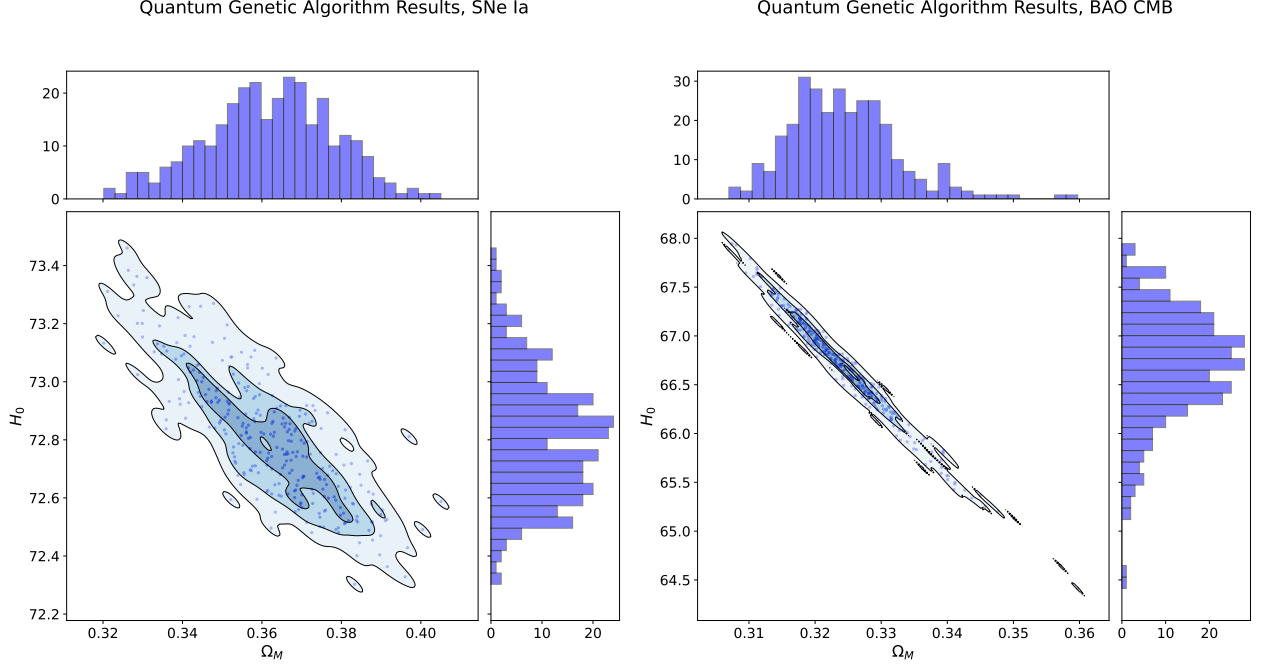 Quantum Genetic Algorithm Results, SNe Ia
20
10
0
73.4
73.2
73.0
72.8
72.6
72.4
72.2
H₀
0.32 0.34 0.36 0.38 0.40
Ω_M
0 10 20
Quantum Genetic Algorithm Results, BAO CMB
30
20
10
0
68.0
67.5
67.0
66.5
66.0
65.5
65.0
64.5
H₀
0.31 0.32 0.33 0.34 0.35 0.36
Ω_M
0 10 20